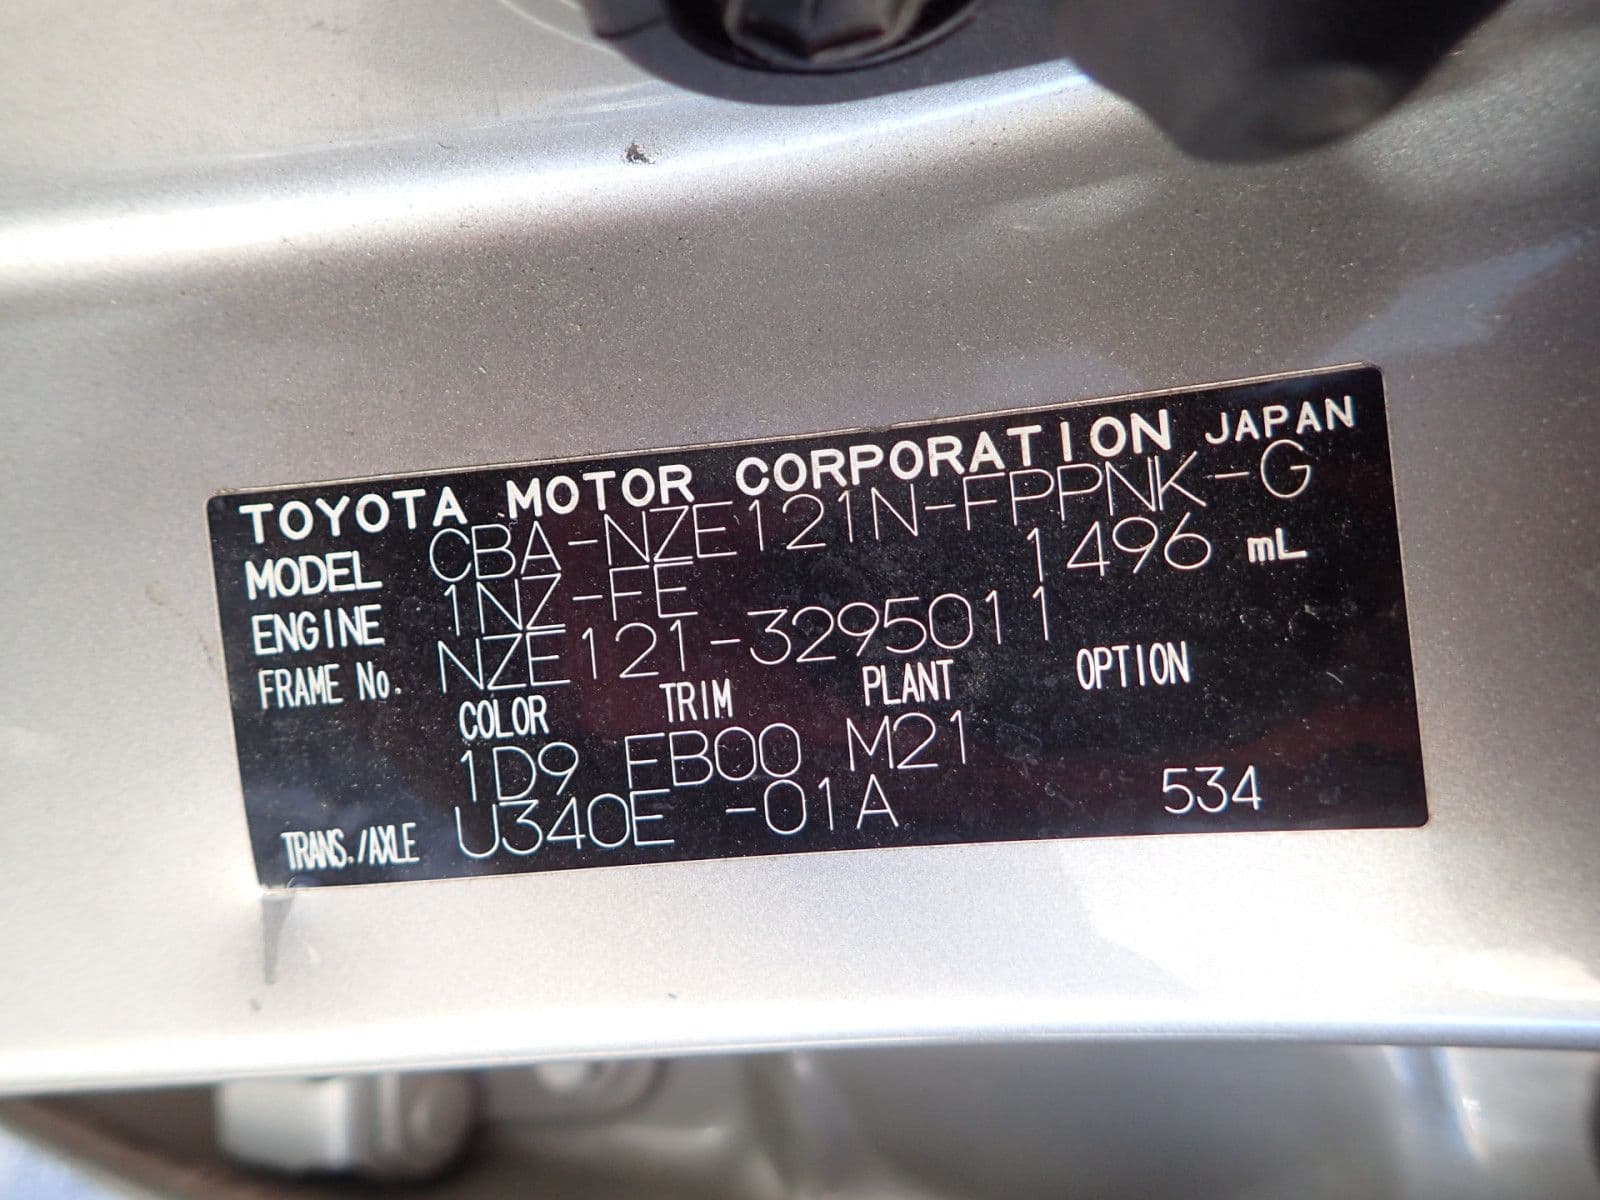 TOYOTA MOTOR CORPORATION JAPAN
MODEL CBA-NZE121N-FPPNK-G
ENGINE 1NZ-FE 1496 mL
FRAME No. NZE121-3295011
COLOR TRIM PLANT OPTION
1D9 FB00 M21
TRANS./AXLE U340E -01A 534